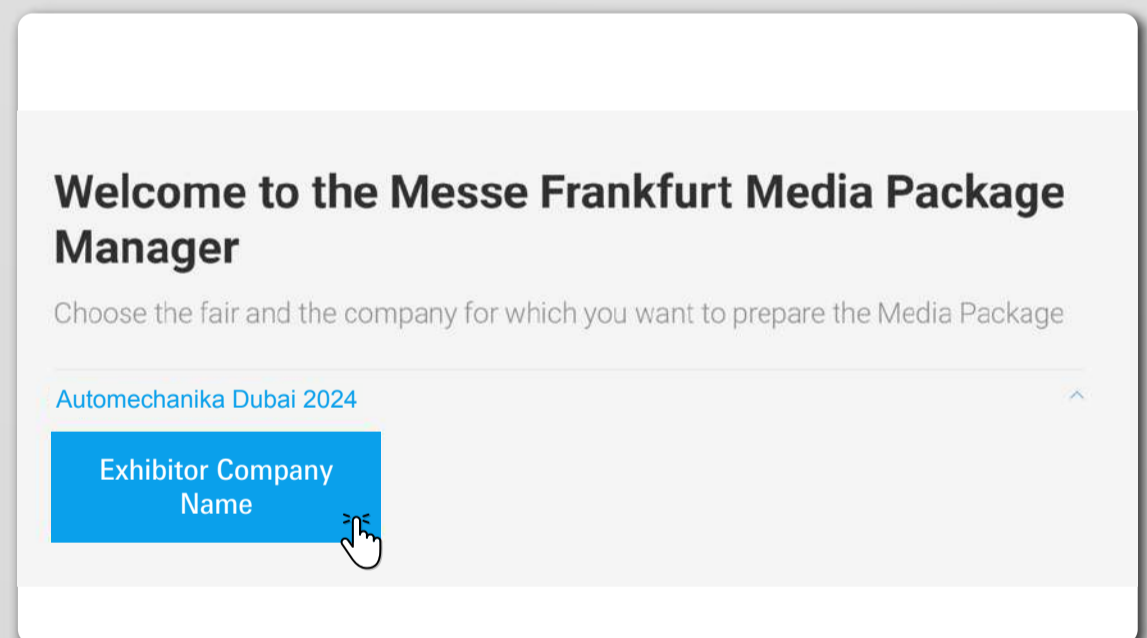 Welcome to the Messe Frankfurt Media Package
Manager
Choose the fair and the company for which you want to prepare the Media Package
Automechanika Dubai 2024
Exhibitor Company
Name